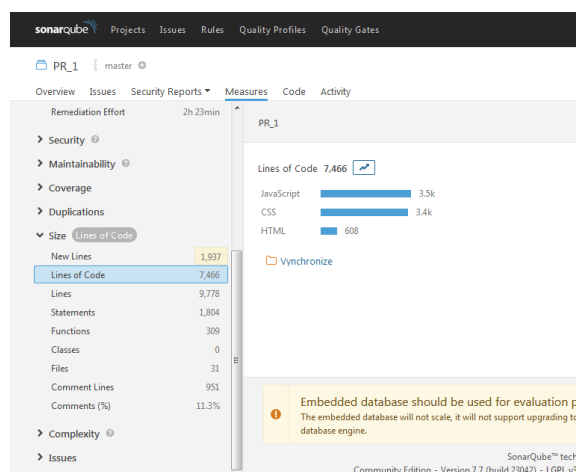 sonarqube Projects Issues Rules Quality Profiles Quality Gates
PR_1 master
Overview Issues Security Reports Measures Code Activity
Remediation Effort 2h 23min
Security
Maintainability
Coverage
Duplications
Size Lines of Code
New Lines 1,937
Lines of Code 7,466
Lines 9,778
Statements 1,804
Functions 309
Classes 0
Files 31
Comment Lines 951
Comments (%) 11.3%
Complexity
Issues
PR_1
Lines of Code 7,466
JavaScript 3.5k
CSS 3.4k
HTML 608
Vynchronize
Embedded database should be used for evaluation p
The embedded database will not scale, it will not support upgrading to
database engine.
SonarQube™ tech
Community Edition - Version 7.7 (build 23042) - LGPL v3